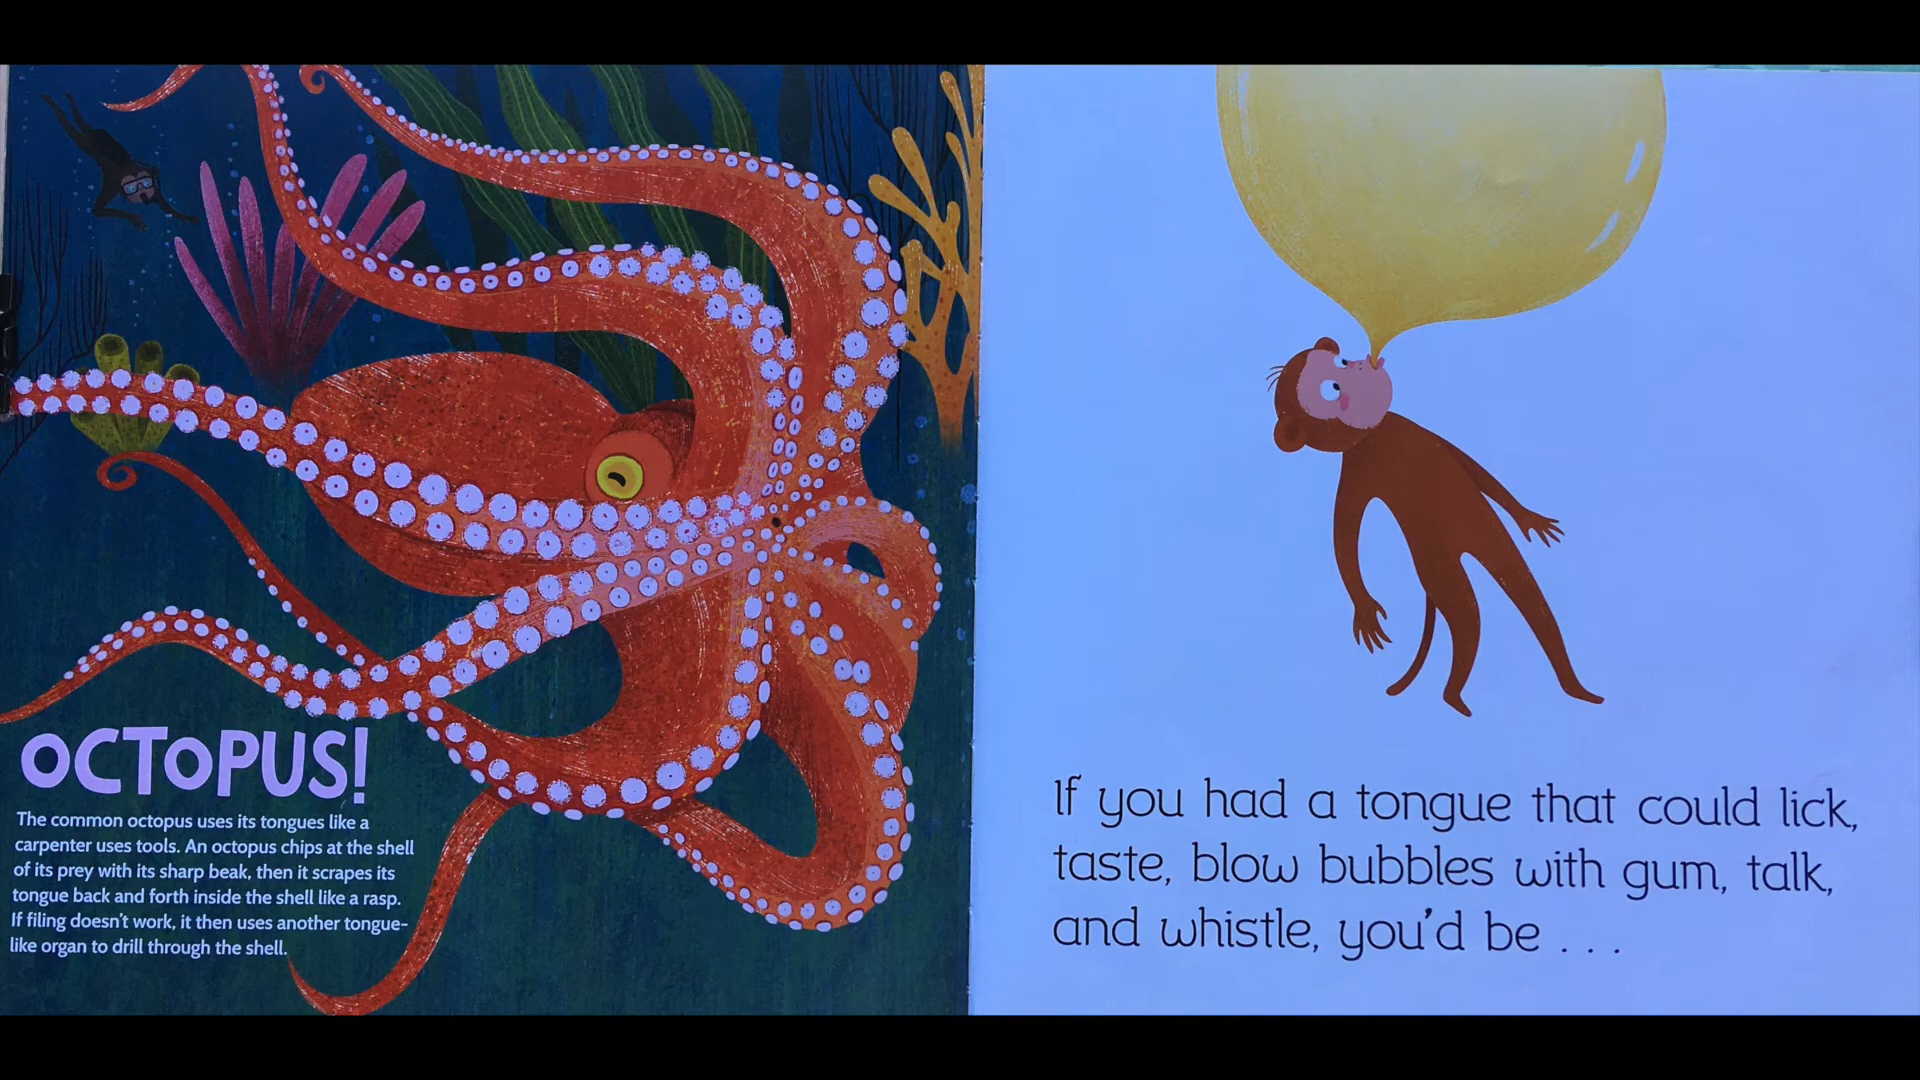 OCTOPUS!
The common octopus uses its tongues like a
carpenter uses tools. An octopus chips at the shell
of its prey with its sharp beak, then it scrapes its
tongue back and forth inside the shell like a rasp.
If filing doesn't work, it then uses another tongue-
like organ to drill through the shell.
If you had a tongue that could lick,
taste, blow bubbles with gum, talk,
and whistle, you'd be . . .